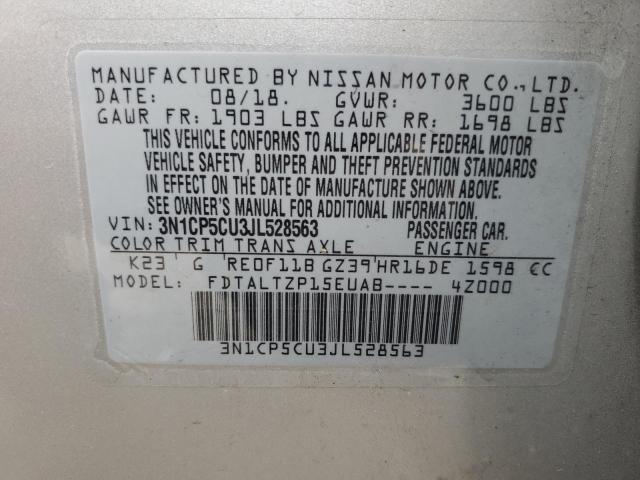 MANUFACTURED BY NISSAN MOTOR CO., LTD.
DATE: 08/18. GVWR: 3600 LBS
GAWR FR: 1903 LBS GAWR RR: 1698 LBS
THIS VEHICLE CONFORMS TO ALL APPLICABLE FEDERAL MOTOR
VEHICLE SAFETY, BUMPER AND THEFT PREVENTION STANDARDS
IN EFFECT ON THE DATE OF MANUFACTURE SHOWN ABOVE.
SEE OWNER'S MANUAL FOR ADDITIONAL INFORMATION.
VIN: 3N1CP5CU3JL528563 PASSENGER CAR.
COLOR TRIM TRANS AXLE ENGINE
K23 G RE0F11B GZ39 HR16DE 1598 CC
MODEL: FDTALTZP15EUAB---- 4Z000
3N1CP5CU3JL528563